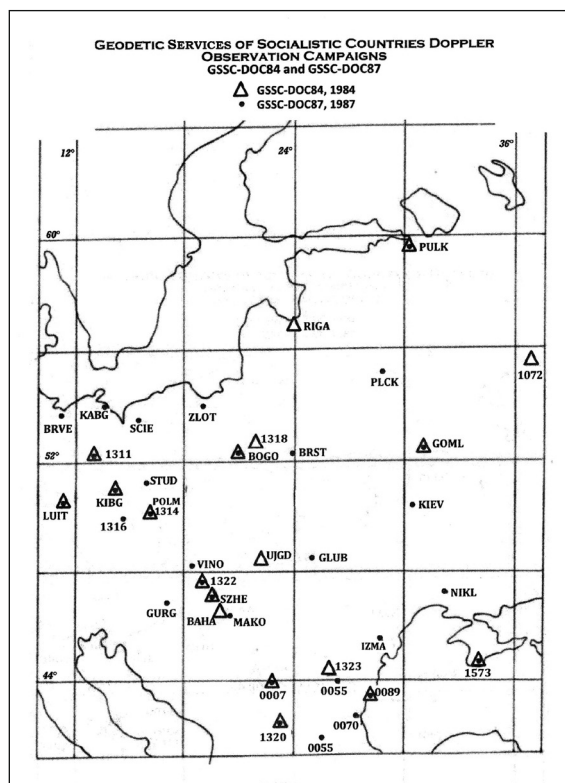 GEODETIC SERVICES OF SOCIALISTIC COUNTRIES DOPPLER
OBSERVATION CAMPAIGNS
GSSC-DOC84 and GSSC-DOC87
GSSC-DOC84, 1984
GSSC-DOC87, 1987
12° 24° 36°
60°
PULK
RIGA
1072
PLCK
KABG
ZLOT
BRVE
SCIE
1318
GOML
1311
BOGO
BRST
52°
STUD
KIBG
POLM
LUIT
1314
KIEV
1316
UJGD
GLUB
VINO
1322
NIKL
SZHE
GURG
BAHA
MAKO
IZMA
1323
1573
44°
0007
0055
0089
0070
1320
0055